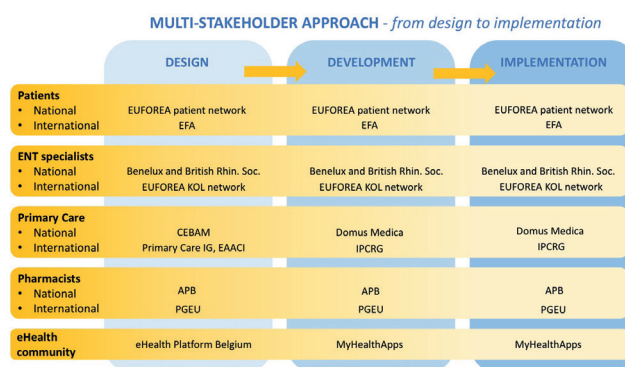 MULTI-STAKEHOLDER APPROACH - from design to implementation
DESIGN DEVELOPMENT IMPLEMENTATION
Patients
• National EUFOREA patient network EUFOREA patient network EUFOREA patient network
• International EFA EFA EFA
ENT specialists
• National Benelux and British Rhin. Soc. Benelux and British Rhin. Soc. Benelux and British Rhin. Soc.
• International EUFOREA KOL network EUFOREA KOL network EUFOREA KOL network
Primary Care
• National CEBAM Domus Medica Domus Medica
• International Primary Care IG, EAACI IPCRG IPCRG
Pharmacists
• National APB APB APB
• International PGEU PGEU PGEU
eHealth
community eHealth Platform Belgium MyHealthApps MyHealthApps